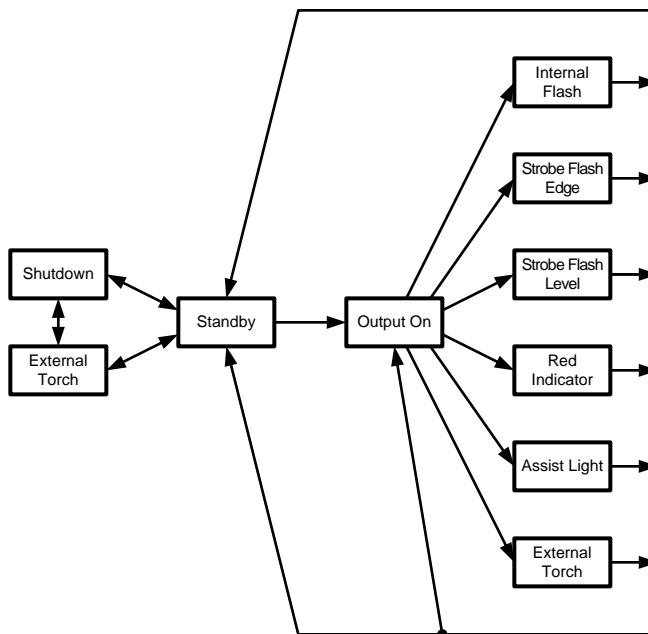 Internal
Flash
Strobe Flash
Edge
Strobe Flash
Level
Shutdown
Standby
Output On
External
Torch
Red
Indicator
Assist Light
External
Torch